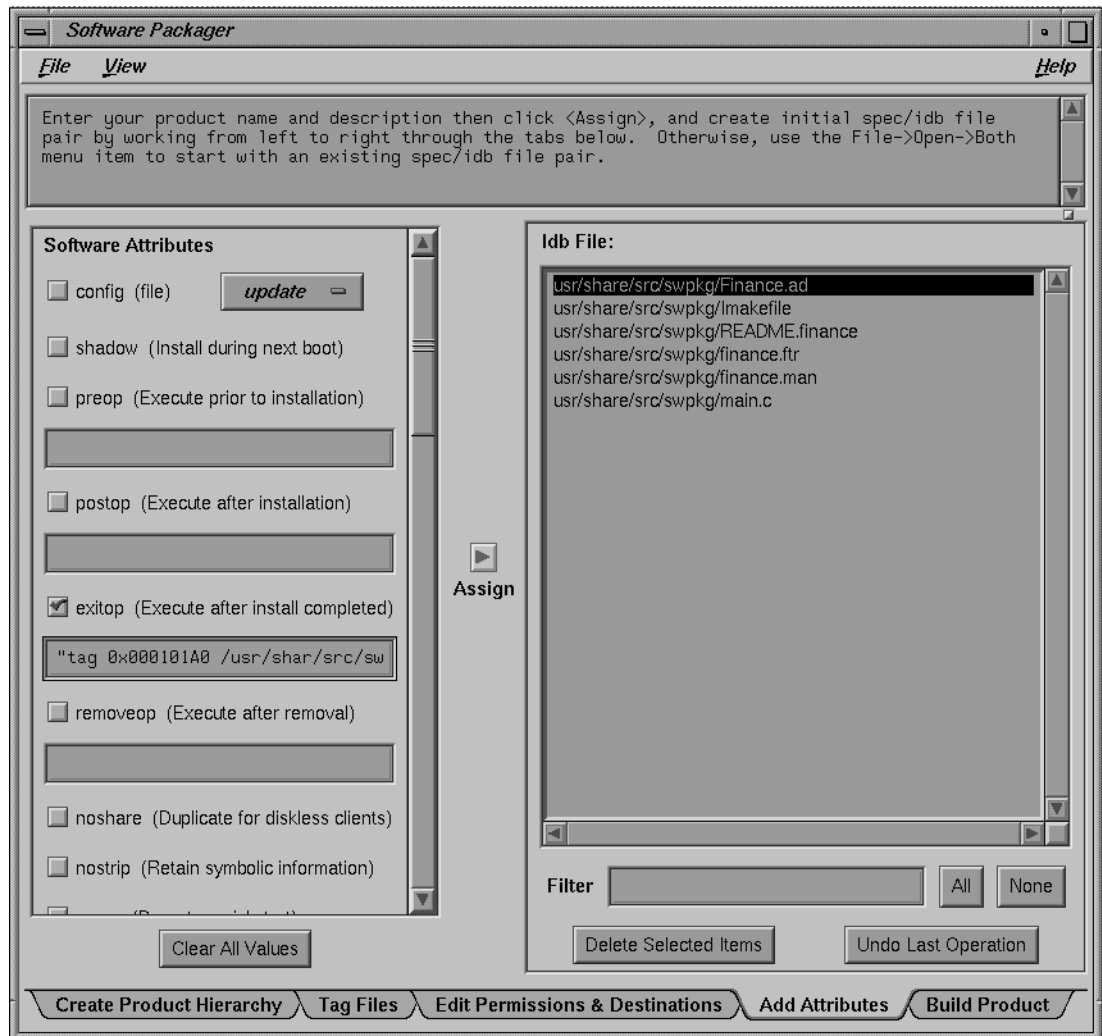 Software Packager
File View Help
Enter your product name and description then click <Assign>, and create initial spec/idb file
pair by working from left to right through the tabs below.  Otherwise, use the File->Open->Both
menu item to start with an existing spec/idb file pair.
Software Attributes
config (file) update
shadow (Install during next boot)
preop (Execute prior to installation)
postop (Execute after installation)
exitop (Execute after install completed)
"tag 0x000101A0 /usr/shar/src/sw
removeop (Execute after removal)
noshare (Duplicate for diskless clients)
nostrip (Retain symbolic information)
Clear All Values
Assign
Idb File:
usr/share/src/swpkg/Finance.ad
usr/share/src/swpkg/Imakefile
usr/share/src/swpkg/README.finance
usr/share/src/swpkg/finance.ftr
usr/share/src/swpkg/finance.man
usr/share/src/swpkg/main.c
Filter All None
Delete Selected Items Undo Last Operation
Create Product Hierarchy Tag Files Edit Permissions & Destinations Add Attributes Build Product